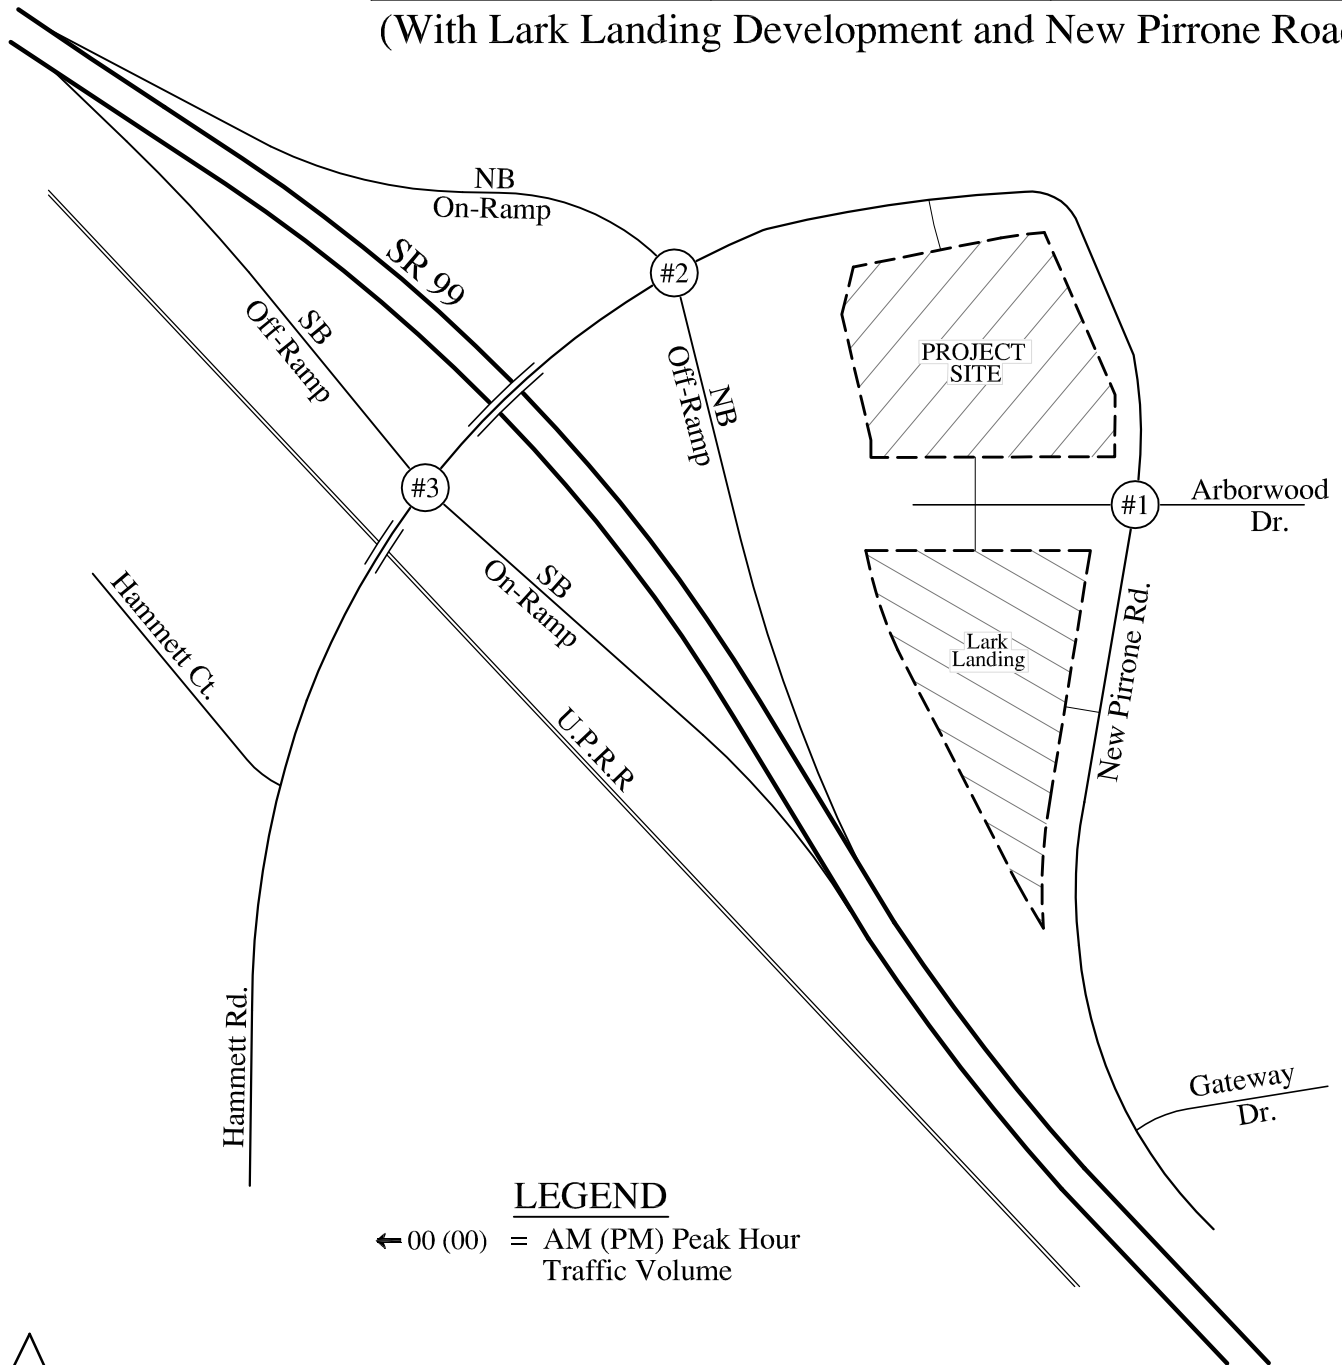 (With Lark Landing Development and New Pirrone Roa
NB
On-Ramp
SR 99
#2
SB
Off-Ramp
NB
Off-Ramp
PROJECT
SITE
#3
#1
Arborwood
Dr.
SB
On-Ramp
Hammett Ct.
Lark
Landing
New Pirrone Rd.
U.P.R.R
Hammett Rd.
Gateway
Dr.
LEGEND
00 (00) = AM (PM) Peak Hour
Traffic Volume